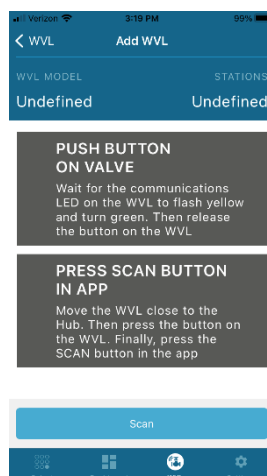 Verizon 3:19 PM 99%
WVL Add WVL
WVL MODEL STATIONS
Undefined Undefined
PUSH BUTTON
ON VALVE
Wait for the communications
LED on the WVL to flash yellow
and turn green. Then release
the button on the WVL
PRESS SCAN BUTTON
IN APP
Move the WVL close to the
Hub. Then press the button on
the WVL. Finally, press the
SCAN button in the app
Scan